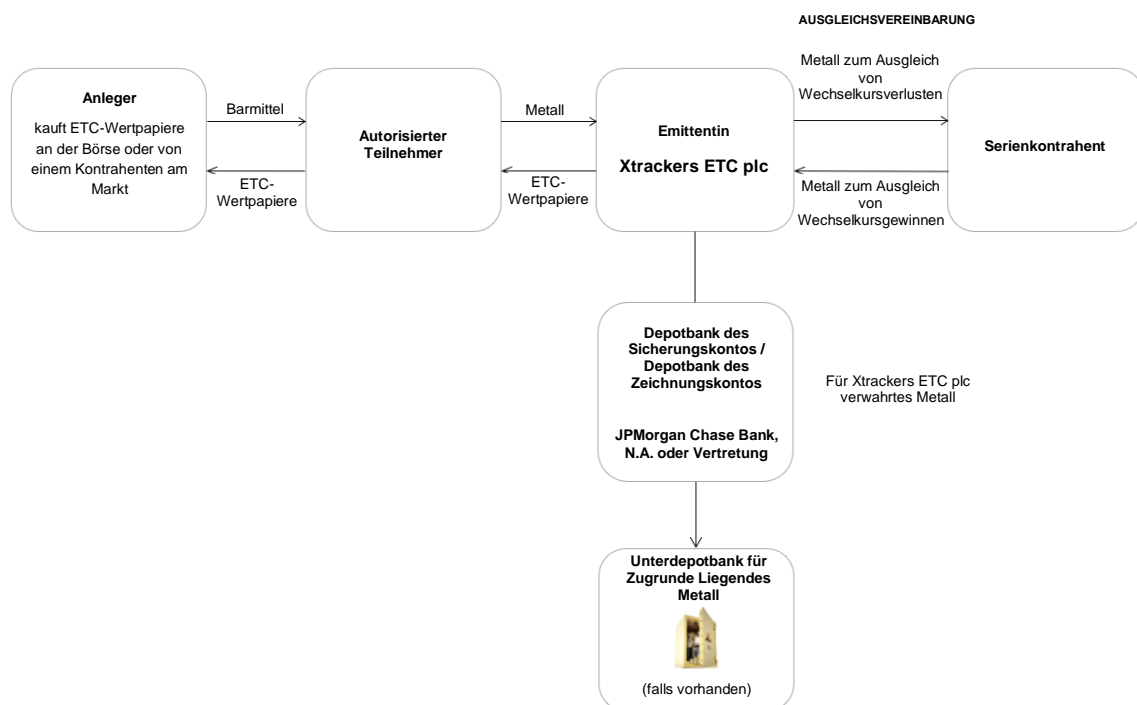 AUSGLEICHSVEREINBARUNG
Anleger
kauft ETC-Wertpapiere
an der Börse oder von
einem Kontrahenten am
Markt
Barmittel
ETC-
Wertpapiere
Autorisierter
Teilnehmer
Metall
ETC-
Wertpapiere
Emittentin
Xtrackers ETC plc
Metall zum Ausgleich
von
Wechselkursverlusten
Metall zum Ausgleich
von
Wechselkursgewinnen
Serienkontrahent
Depotbank des
Sicherungskontos /
Depotbank des
Zeichnungskontos
JPMorgan Chase Bank,
N.A. oder Vertretung
Für Xtrackers ETC plc
verwahrtes Metall
Unterdepotbank für
Zugrunde Liegendes
Metall
(falls vorhanden)